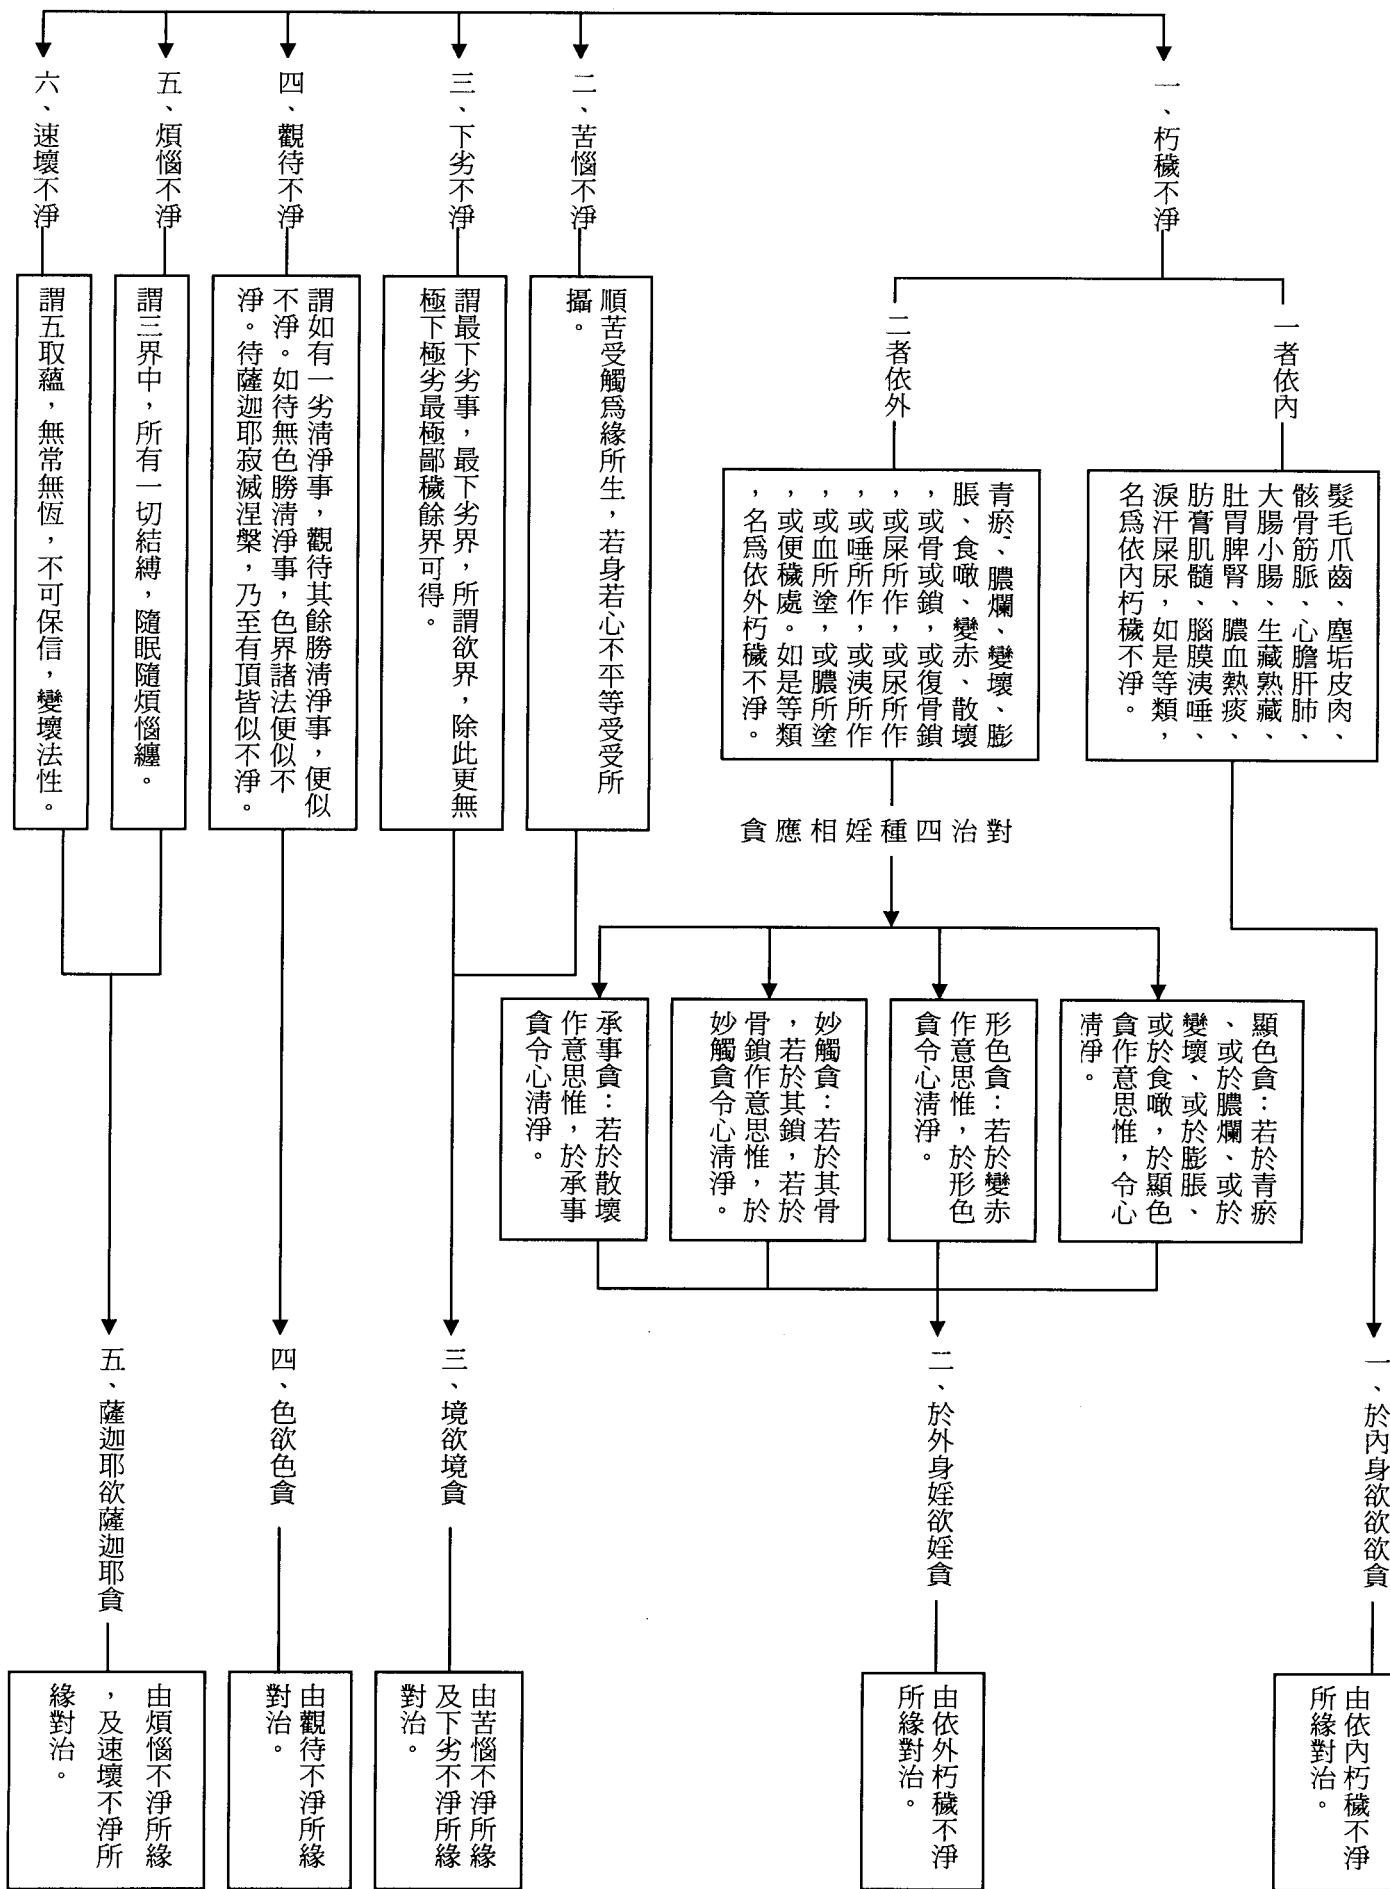 一、朽穢不淨
一者依內
髮毛爪齒、塵垢皮肉、
骸骨筋脈、心膽肝肺、
大腸小腸、生藏熟藏、
肚胃脾腎、膿血熱痰、
肪膏肌髓、腦膜洟唾、
淚汗屎尿，如是等類，
名爲依內朽穢不淨。
二者依外
青瘀、膿爛、變壞、膨
脹、食噉、變赤、散壞
，或骨或鎖，或復骨鎖
，或屎所作，或尿所作
，或唾所作，或洟所作
，或血所塗，或膿所塗
，或便穢處。如是等類
，名爲依外朽穢不淨。
對治四種婬相應貪
顯色貪：若於青瘀
、或於膿爛、或於
變壞、或於膨脹、
或於食噉，於顯色
貪作意思惟，令心
清淨。
形色貪：若於變赤
作意思惟，於形色
貪令心清淨。
妙觸貪：若於其骨
，若於其鎖，若於
骨鎖作意思惟，於
妙觸貪令心清淨。
承事貪：若於散壞
作意思惟，於承事
貪令心清淨。
二、苦惱不淨
順苦受觸爲緣所生，若身若心不平等受受所
攝。
三、下劣不淨
謂最下劣事，最下劣界，所謂欲界，除此更無
極下極劣最極鄙穢餘界可得。
四、觀待不淨
謂如有一劣清淨事，觀待其餘勝清淨事，便似
不淨。如待無色勝清淨事，色界諸法便似不
淨。待薩迦耶寂滅涅槃，乃至有頂皆似不淨。
五、煩惱不淨
謂三界中，所有一切結縛，隨眠隨煩惱纏。
六、速壞不淨
謂五取蘊，無常無恆，不可保信，變壞法性。
一、於內身欲欲欲貪
由依內朽穢不淨
所緣對治。
二、於外身婬欲婬貪
由依外朽穢不淨
所緣對治。
三、境欲境貪
由苦惱不淨所緣
及下劣不淨所緣
對治。
四、色欲色貪
由觀待不淨所緣
對治。
五、薩迦耶欲薩迦耶貪
由煩惱不淨所緣
，及速壞不淨所
緣對治。